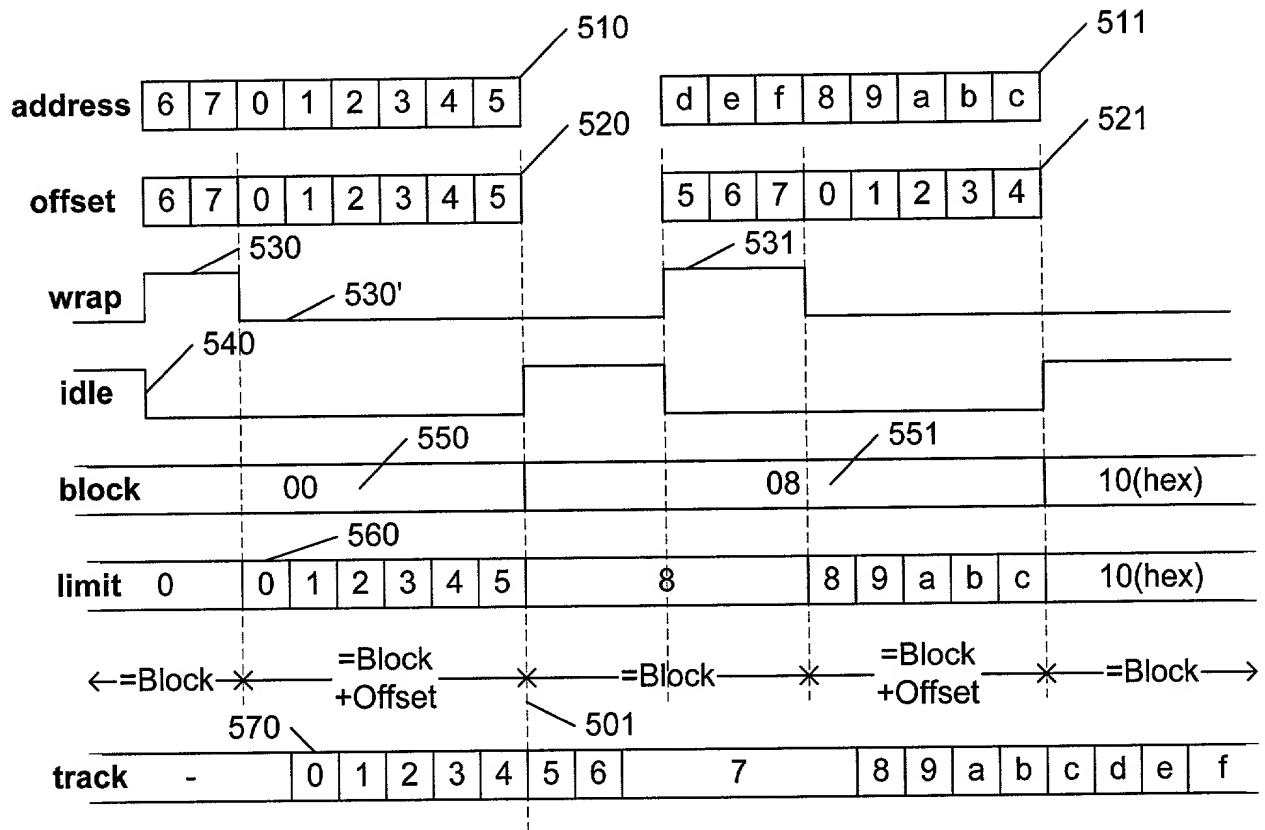 510
511
address 6 7 0 1 2 3 4 5 d e f 8 9 a b c
520
521
offset 6 7 0 1 2 3 4 5 5 6 7 0 1 2 3 4
530
531
wrap
530'
540
idle
550
551
block 00 08 10(hex)
560
limit 0 0 1 2 3 4 5 8 8 9 a b c 10(hex)
=Block =Block +Offset =Block =Block +Offset =Block
570
501
track - 0 1 2 3 4 5 6 7 8 9 a b c d e f